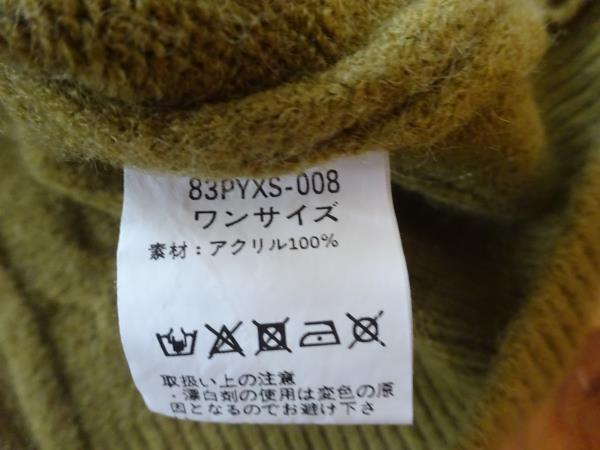 83PYXS-008
ワンサイズ
素材：アクリル100%
取扱い上の注意
・漂白剤の使用は変色の原
因となるのでお避け下さ